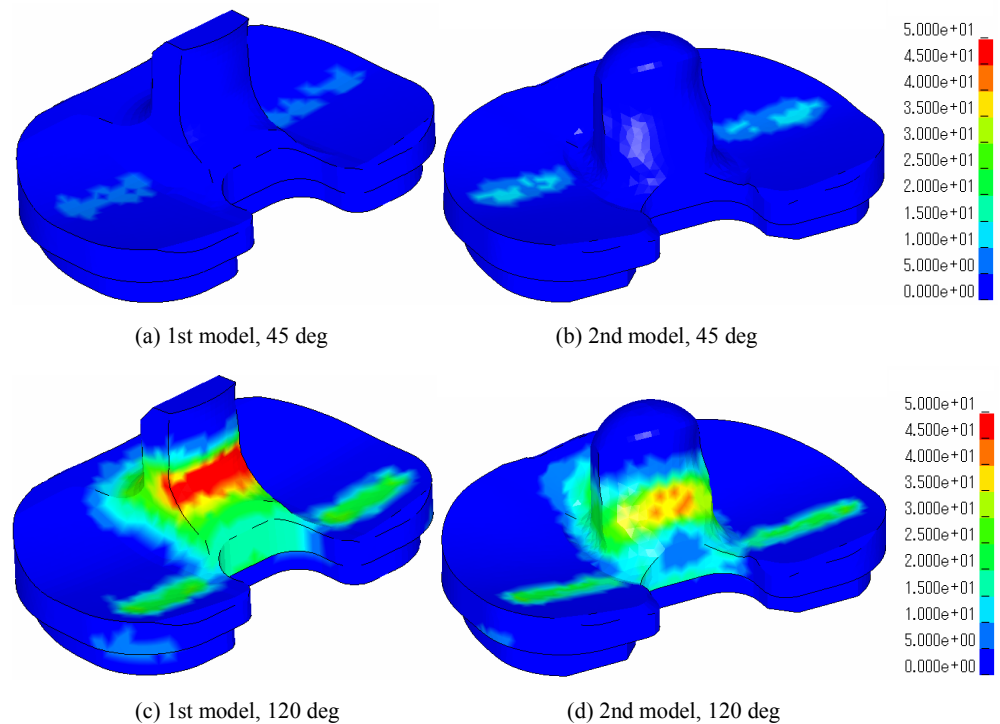 5.000e+01
4.500e+01
4.000e+01
3.500e+01
3.000e+01
2.500e+01
2.000e+01
1.500e+01
1.000e+01
5.000e+00
0.000e+00
(a) 1st model, 45 deg
(b) 2nd model, 45 deg
5.000e+01
4.500e+01
4.000e+01
3.500e+01
3.000e+01
2.500e+01
2.000e+01
1.500e+01
1.000e+01
5.000e+00
0.000e+00
(c) 1st model, 120 deg
(d) 2nd model, 120 deg